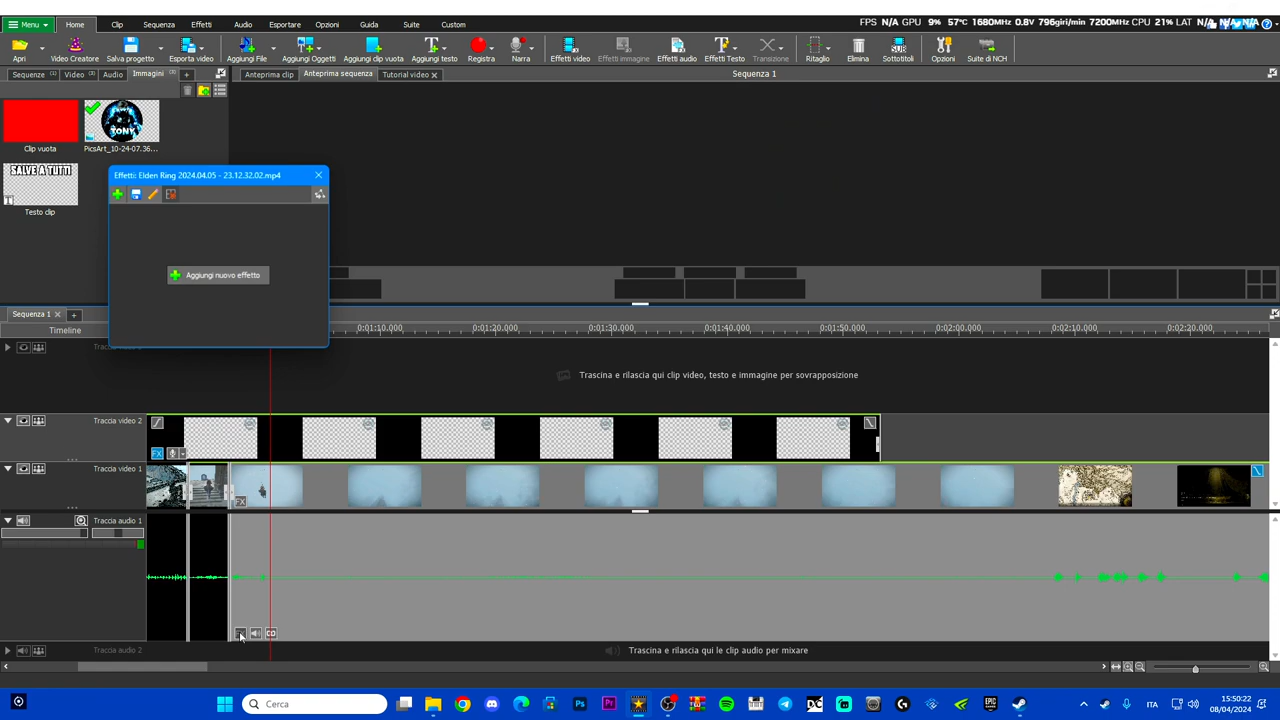 Menu Home Clip Sequenza Effetti Audio Esportare Opzioni Guida Suite Custom
FPS N/A GPU 9% 57°C 1680MHz 0.8V 796giri/min 7200MHz CPU 21% LAT N/A N/A N/A
Apri Video Creatore Salva progetto Esporta video Aggiungi File Aggiungi Oggetti Aggiungi clip vuota Aggiungi testo Registra Narra Effetti video Effetti immagine Effetti audio Effetti Testo Transizione Ritaglio Elimina Sottotitoli Opzioni Suite di NCH
Sequenze Video Audio Immagini + Anteprima clip Anteprima sequenza Tutorial video Sequenza 1
TONY
Clip vuota PicsArt_10-24-07.36...
SALVE A TUTTI
Testo clip
Effetti: Elden Ring 2024.04.05 - 23.12.32.02.mp4
Aggiungi nuovo effetto
Sequenza 1
Timeline 0:01:10.000 0:01:20.000 0:01:30.000 0:01:40.000 0:01:50.000 0:02:00.000 0:02:10.000 0:02:20.000
Trascina e rilascia qui clip video, testo e immagine per sovrapposizione
Traccia video 2
FX
Traccia video 1
FX
Traccia audio 1
Traccia audio 2 Trascina e rilascia qui le clip audio per mixare
Cerca
ITA
15:50:22
08/04/2024